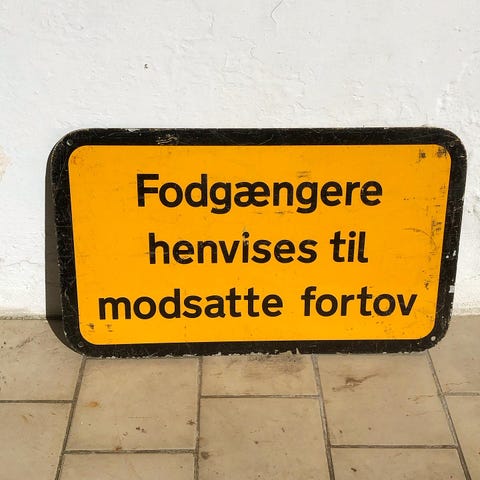 Fodgængere
henvises til
modsatte fortov